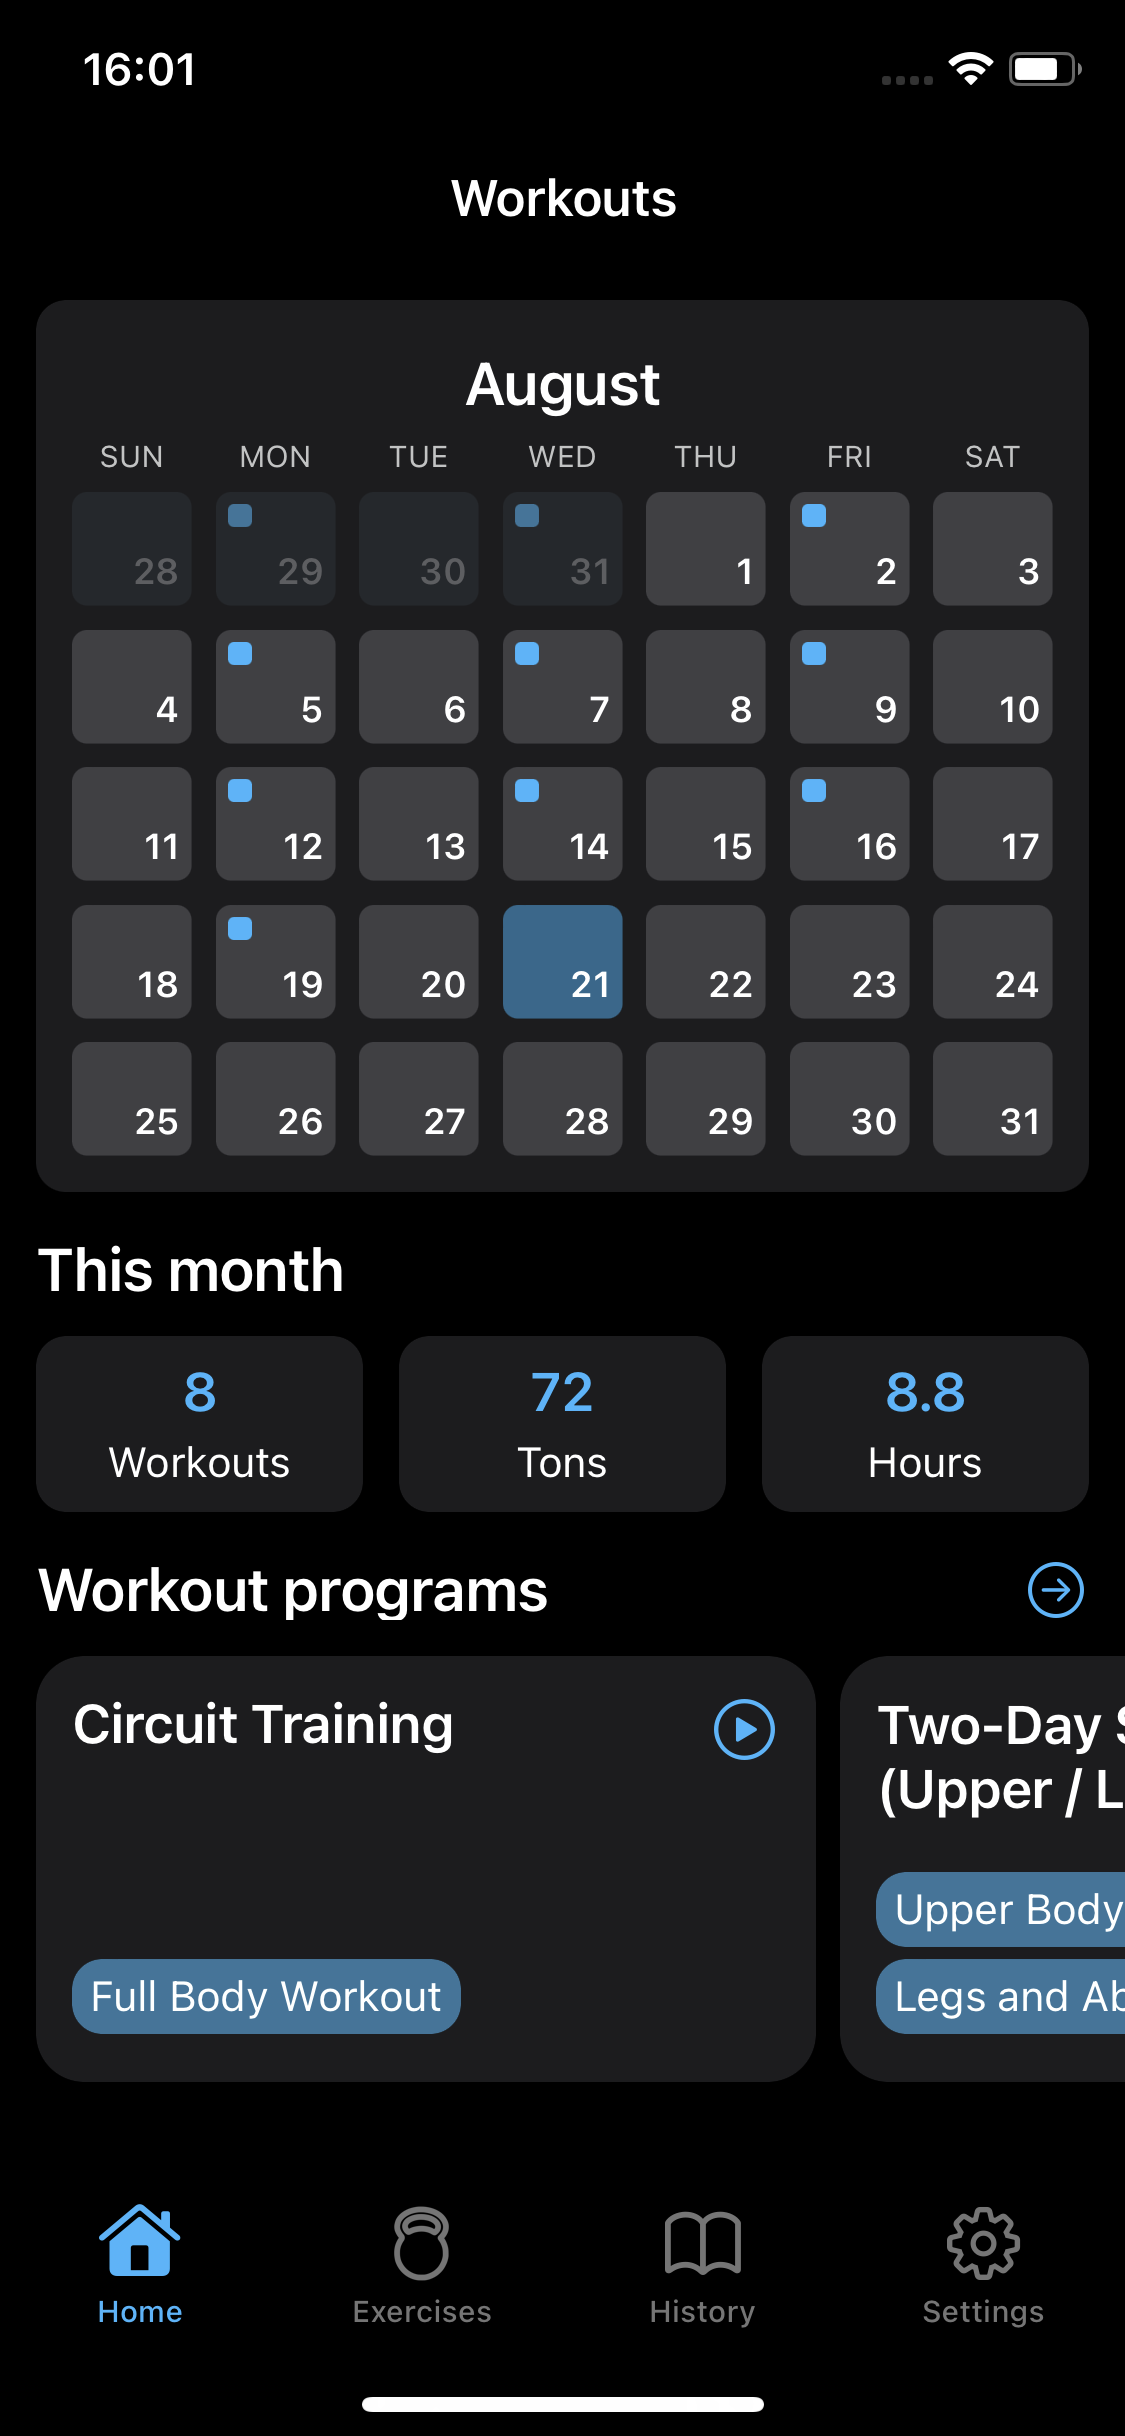 16:01
Workouts
August
SUN MON TUE WED THU FRI SAT
28 29 30 31 1 2 3
4 5 6 7 8 9 10
11 12 13 14 15 16 17
18 19 20 21 22 23 24
25 26 27 28 29 30 31
This month
8 72 8.8
Workouts Tons Hours
Workout programs
Circuit Training
Full Body Workout
Two-Day
(Upper / L
Upper Body
Legs and Ab
Home Exercises History Settings